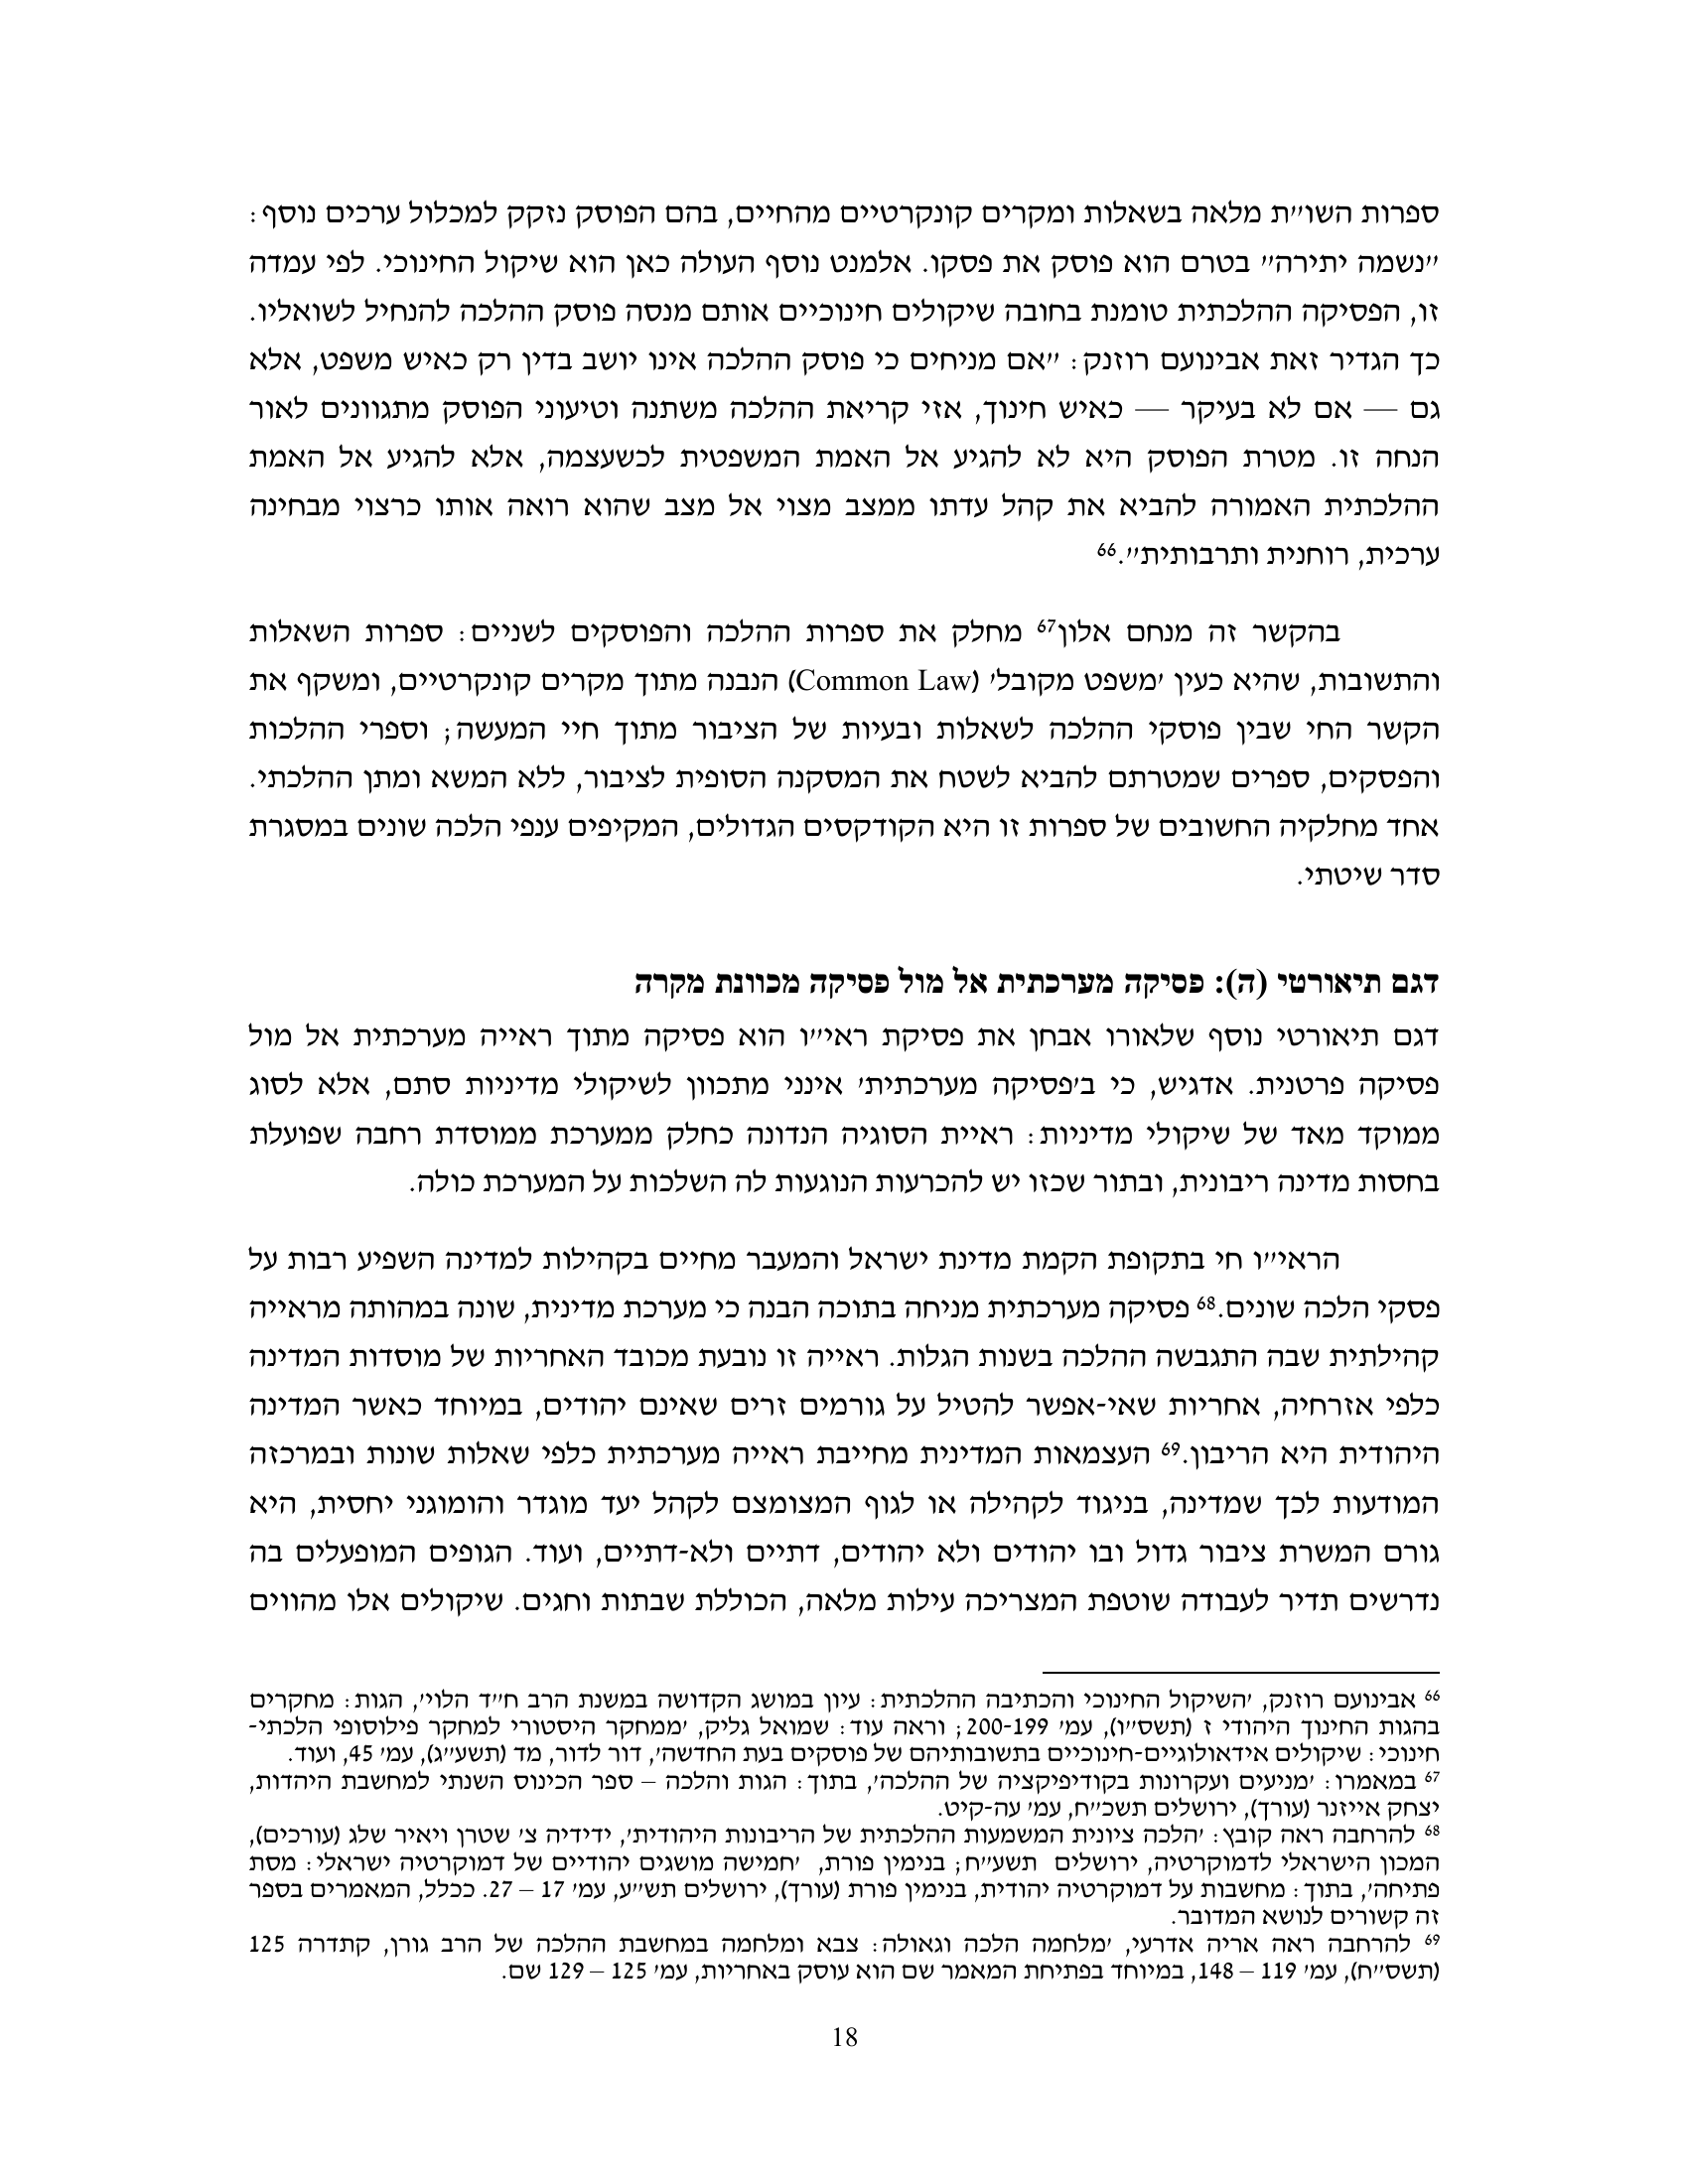 ספרות השו״ת מלאה בשאלות ומקרים קונקרטיים מהחיים, בהם הפוסק נזקק למכלול ערכים נוסף:
״נשמה יתירה״ בטרם הוא פוסק את פסקו. אלמנט נוסף העולה כאן הוא שיקול החינוכי. לפי עמדה
זו, הפסיקה ההלכתית טומנת בחובה שיקולים חינוכיים אותם מנסה פוסק ההלכה להנחיל לשואליו.
כך הגדיר זאת אבינועם רוזנק: ״אם מניחים כי פוסק ההלכה אינו יושב בדין רק כאיש משפט, אלא
גם — אם לא בעיקר — כאיש חינוך, אזי קריאת ההלכה משתנה וטיעוני הפוסק מתגוונים לאור
הנחה זו. מטרת הפוסק היא לא להגיע אל האמת המשפטית לכשעצמה, אלא להגיע אל האמת
ההלכתית האמורה להביא את קהל עדתו ממצב מצוי אל מצב שהוא רואה אותו כרצוי מבחינה
ערכית, רוחנית ותרבותית״.66
בהקשר זה מנחם אלון67 מחלק את ספרות ההלכה והפוסקים לשניים: ספרות השאלות
והתשובות, שהיא כעין ׳משפט מקובל׳ (Common Law) הנבנה מתוך מקרים קונקרטיים, ומשקף את
הקשר החי שבין פוסקי ההלכה לשאלות ובעיות של הציבור מתוך חיי המעשה; וספרי ההלכות
והפסקים, ספרים שמטרתם להביא לשטח את המסקנה הסופית לציבור, ללא המשא ומתן ההלכתי.
אחד מחלקיה החשובים של ספרות זו היא הקודקסים הגדולים, המקיפים ענפי הלכה שונים במסגרת
סדר שיטתי.
דגם תיאורטי (ה): פסיקה מערכתית אל מול פסיקה מכוונת מקרה
דגם תיאורטי נוסף שלאורו אבחן את פסיקת ראי״ו הוא פסיקה מתוך ראייה מערכתית אל מול
פסיקה פרטנית. אדגיש, כי ב׳פסיקה מערכתית׳ אינני מתכוון לשיקולי מדיניות סתם, אלא לסוג
ממוקד מאד של שיקולי מדיניות: ראיית הסוגיה הנדונה כחלק ממערכת ממוסדת רחבה שפועלת
בחסות מדינה ריבונית, ובתור שכזו יש להכרעות הנוגעות לה השלכות על המערכת כולה.
הראי״ו חי בתקופת הקמת מדינת ישראל והמעבר מחיים בקהילות למדינה השפיע רבות על
פסקי הלכה שונים.68 פסיקה מערכתית מניחה בתוכה הבנה כי מערכת מדינית, שונה במהותה מראייה
קהילתית שבה התגבשה ההלכה בשנות הגלות. ראייה זו נובעת מכובד האחריות של מוסדות המדינה
כלפי אזרחיה, אחריות שאי-אפשר להטיל על גורמים זרים שאינם יהודים, במיוחד כאשר המדינה
היהודית היא הריבון.69 העצמאות המדינית מחייבת ראייה מערכתית כלפי שאלות שונות ובמרכזה
המודעות לכך שמדינה, בניגוד לקהילה או לגוף המצומצם לקהל יעד מוגדר והומוגני יחסית, היא
גורם המשרת ציבור גדול ובו יהודים ולא יהודים, דתיים ולא-דתיים, ועוד. הגופים המופעלים בה
נדרשים תדיר לעבודה שוטפת המצריכה עילות מלאה, הכוללת שבתות וחגים. שיקולים אלו מהווים
66 אבינועם רוזנק, ׳השיקול החינוכי והכתיבה ההלכתית: עיון במושג הקדושה במשנת הרב ח״ד הלוי׳, הגות: מחקרים
בהגות החינוך היהודי ז (תשס״ו), עמ׳ 200-199; וראה עוד: שמואל גליק, ׳ממחקר היסטורי למחקר פילוסופי הלכתי-
חינוכי: שיקולים אידאולוגיים-חינוכיים בתשובותיהם של פוסקים בעת החדשה׳, דור לדור, מד (תשע״ג), עמ׳ 45, ועוד.
67 במאמרו: ׳מניעים ועקרונות בקודיפיקציה של ההלכה׳, בתוך: הגות והלכה – ספר הכינוס השנתי למחשבת היהדות,
יצחק אייזנר (עורך), ירושלים תשכ״ח, עמ׳ עה-קיט.
68 להרחבה ראה קובץ: ׳הלכה ציונית המשמעות ההלכתית של הריבונות היהודית׳, ידידיה צ׳ שטרן ויאיר שלג (עורכים),
המכון הישראלי לדמוקרטיה, ירושלים תשע״ח; בנימין פורת, ׳חמישה מושגים יהודיים של דמוקרטיה ישראלי: מסת
פתיחה׳, בתוך: מחשבות על דמוקרטיה יהודית, בנימין פורת (עורך), ירושלים תש״ע, עמ׳ 17 – 27. ככלל, המאמרים בספר
זה קשורים לנושא המדובר.
69 להרחבה ראה אריה אדרעי, ׳מלחמה הלכה וגאולה: צבא ומלחמה במחשבת ההלכה של הרב גורן, קתדרה 125
(תשס״ח), עמ׳ 119 – 148, במיוחד בפתיחת המאמר שם הוא עוסק באחריות, עמ׳ 125 – 129 שם.
18